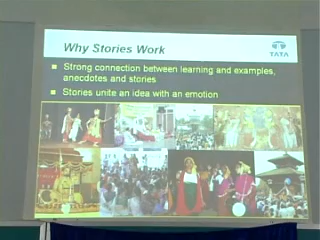 Why Stories Work
TATA
Strong connection between learning and examples,
anecdotes and stories
Stories unite an idea with an emotion